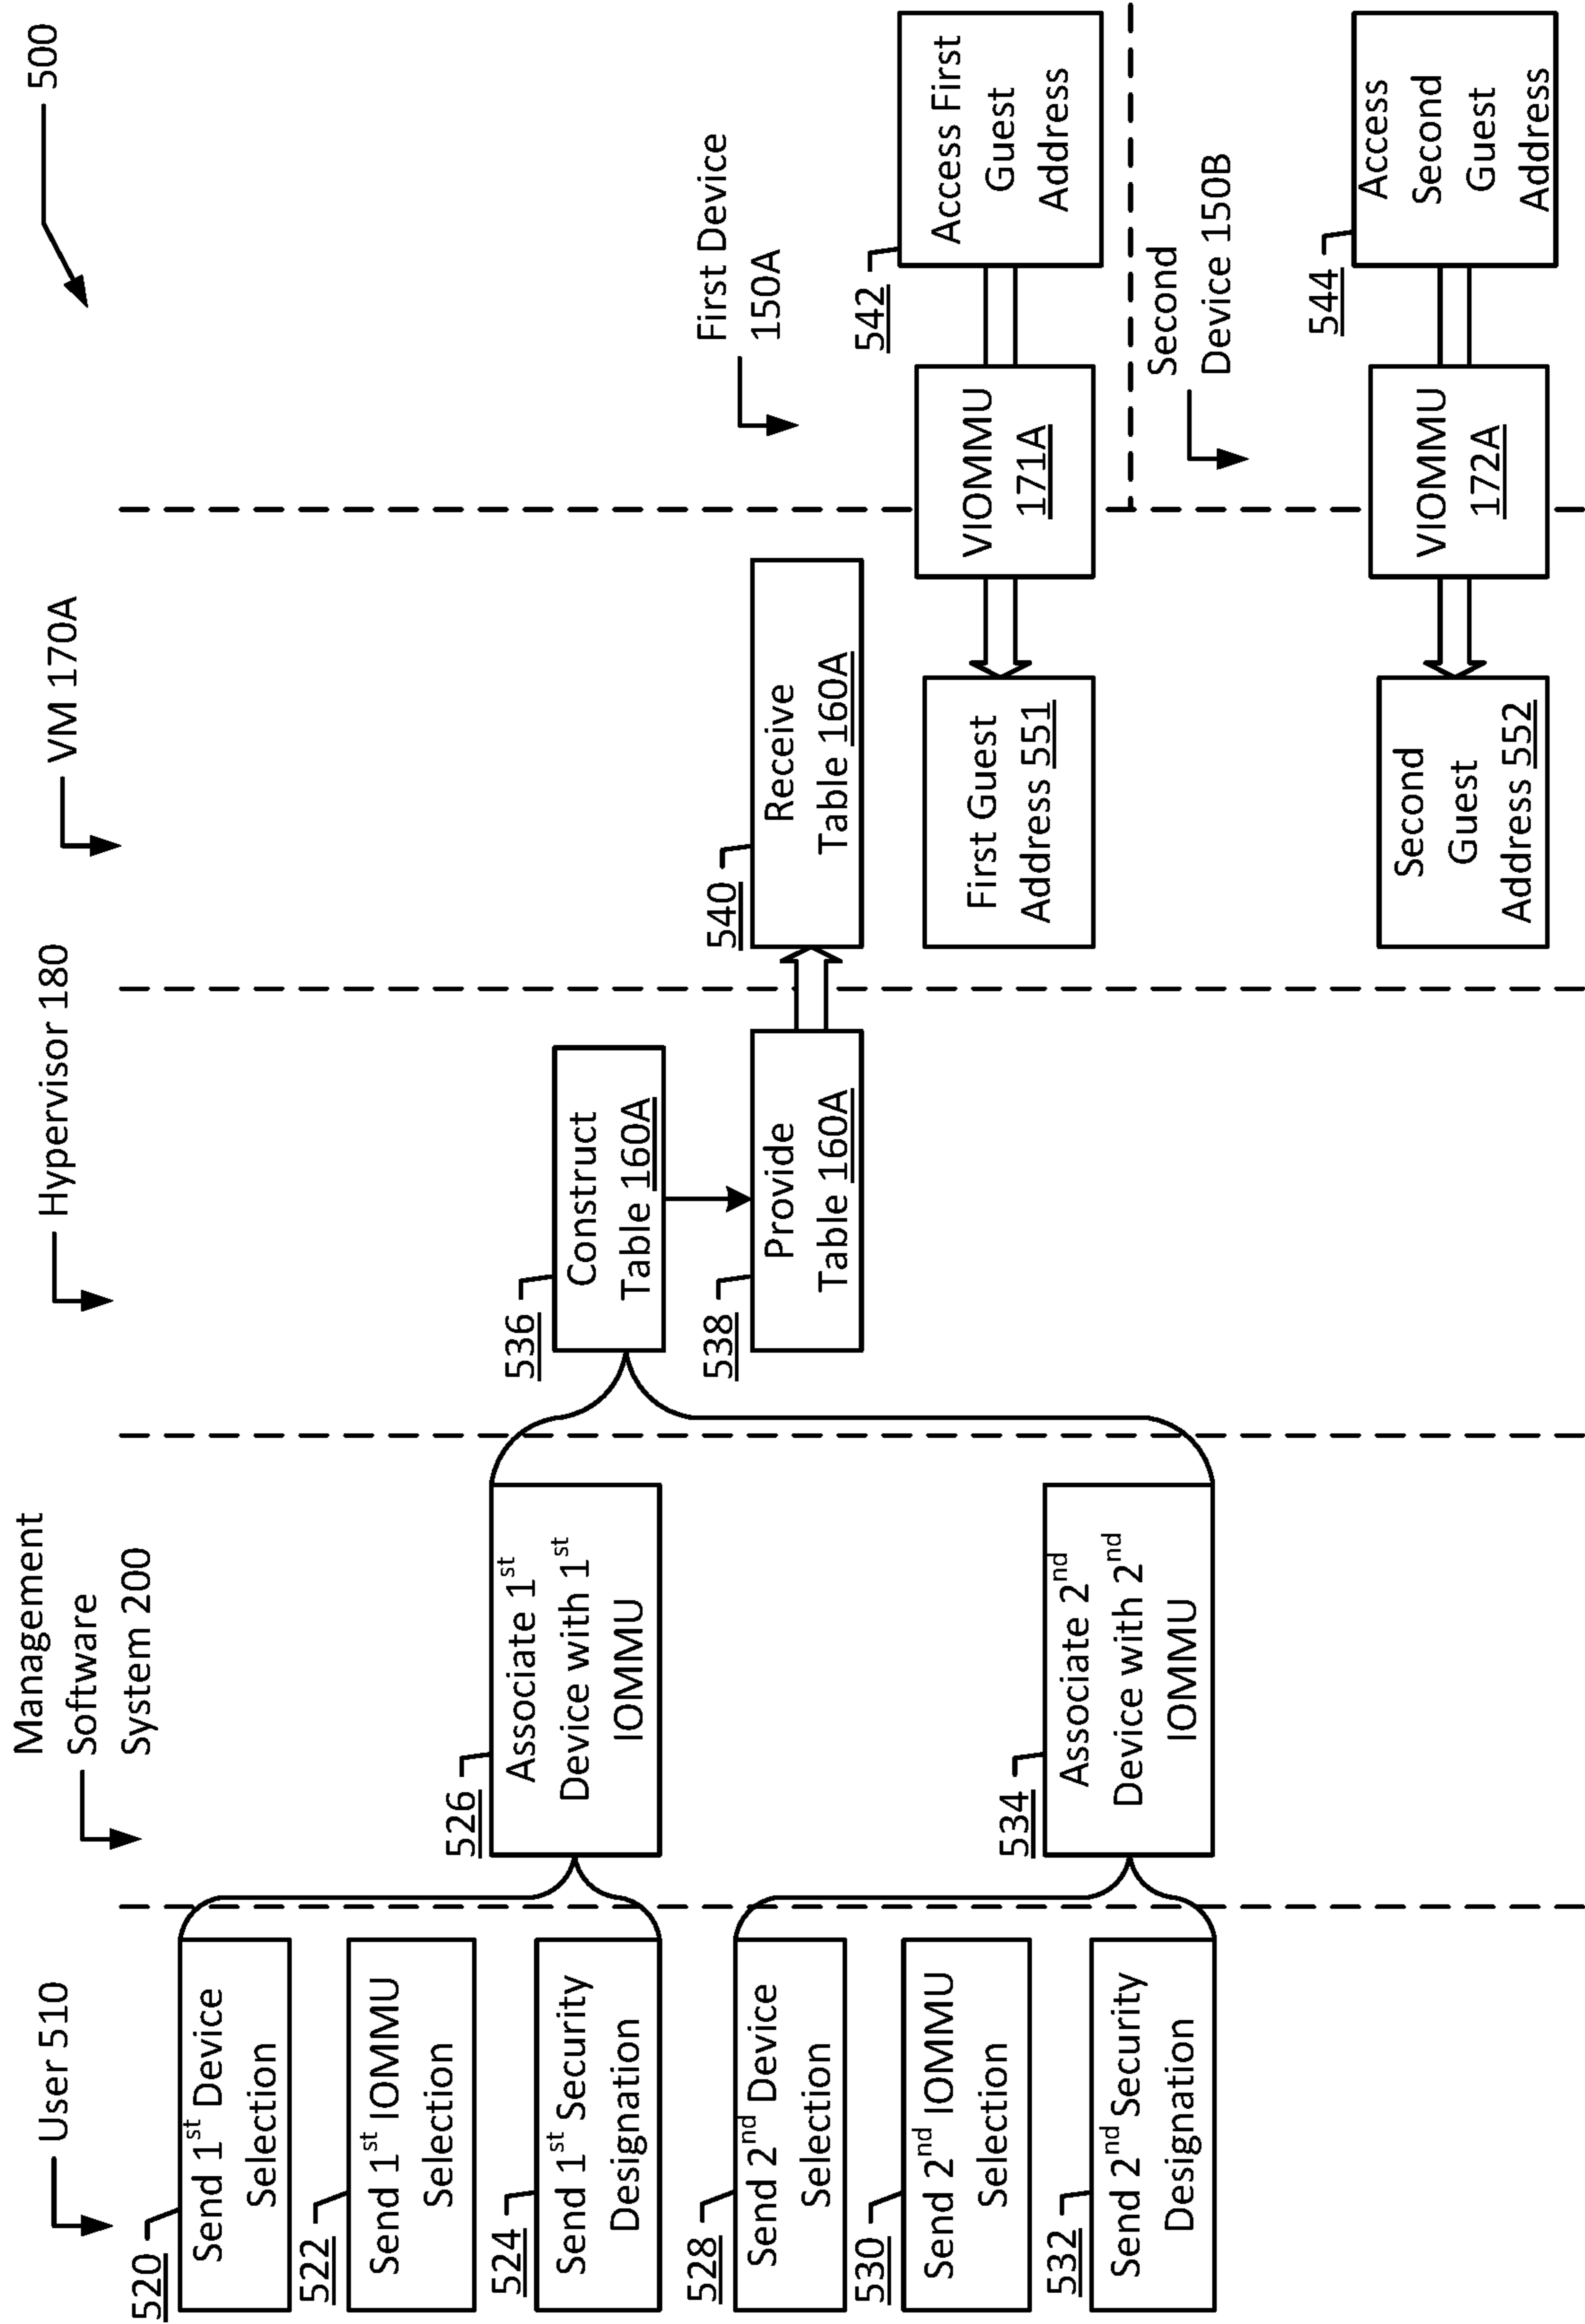 500
User 510
Management
Software
System 200
Hypervisor 180
VM 170A
520
Send 1st Device
Selection
522
Send 1st IOMMU
Selection
524
Send 1st Security
Designation
526
Associate 1st
Device with 1st
IOMMU
528
Send 2nd Device
Selection
530
Send 2nd IOMMU
Selection
532
Send 2nd Security
Designation
534
Associate 2nd
Device with 2nd
IOMMU
536
Construct
Table 160A
538
Provide
Table 160A
540
Receive
Table 160A
First Device
150A
542
Access First
Guest
Address
VIOMMU
171A
First Guest
Address 551
Second
Device 150B
544
Access
Second
Guest
Address
VIOMMU
172A
Second
Guest
Address 552